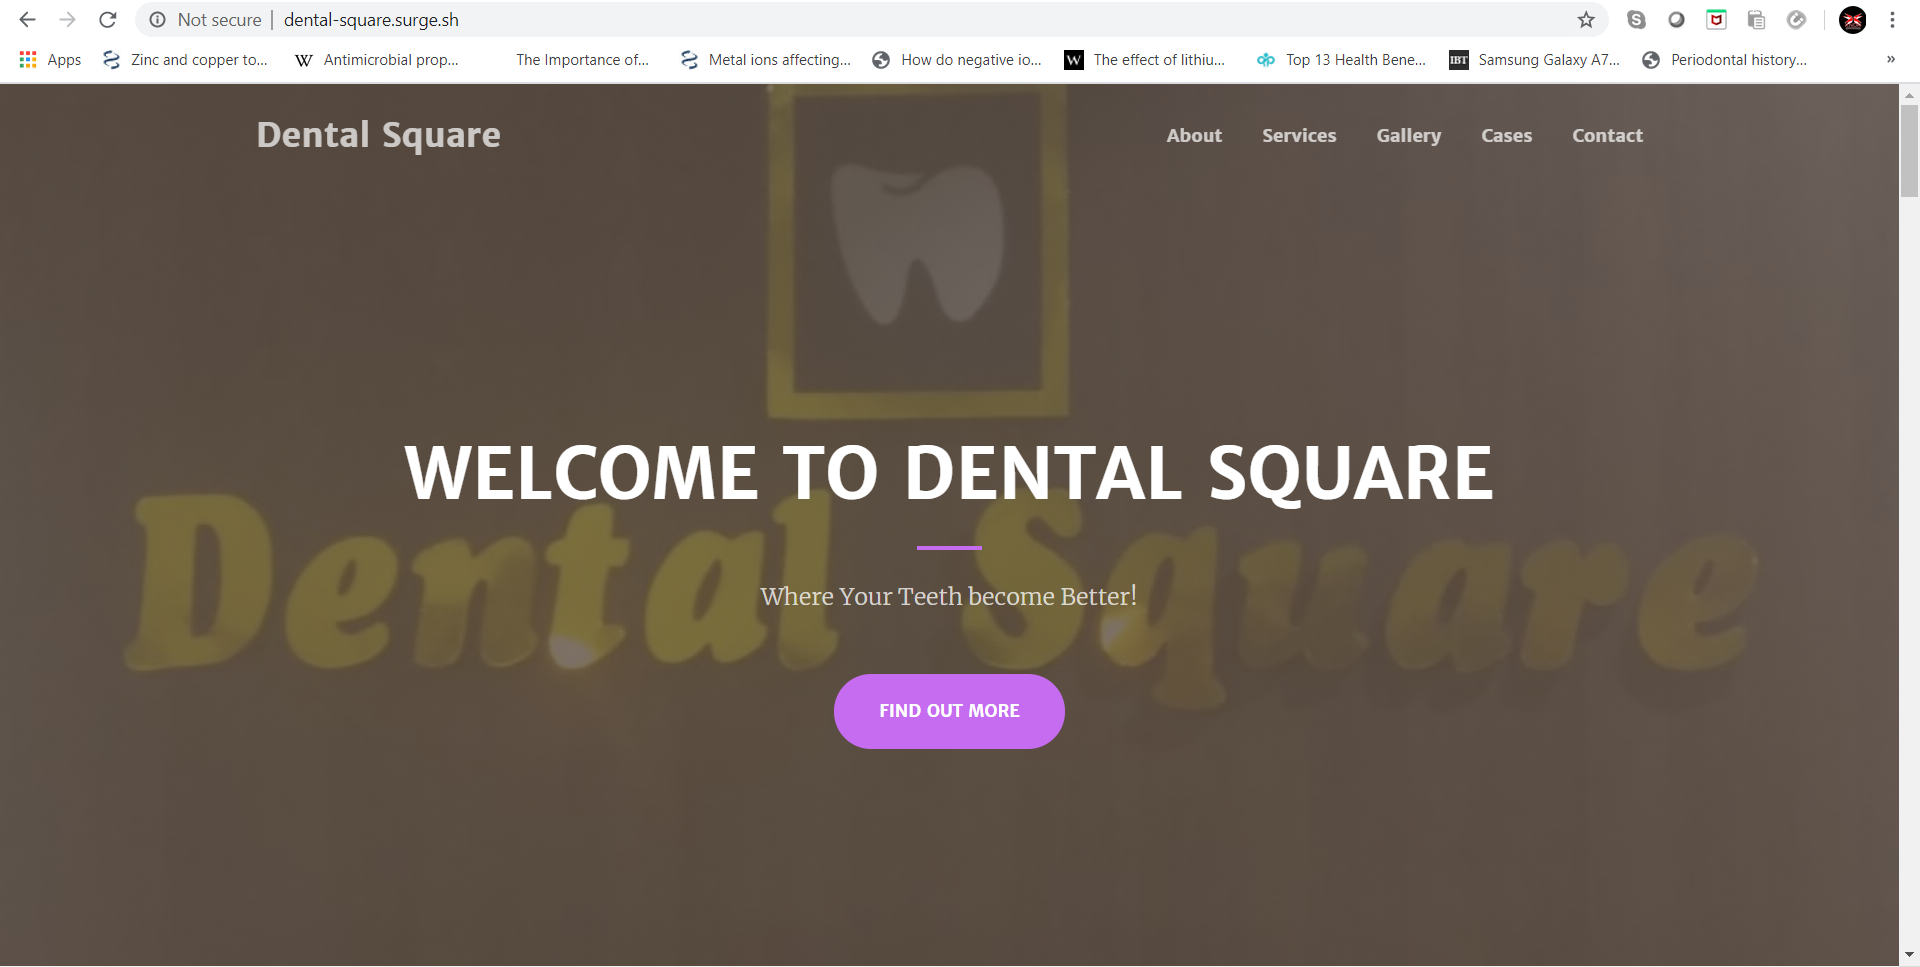 Not secure | dental-square.surge.sh
Apps Zinc and copper to... Antimicrobial prop... The Importance of... Metal ions affecting... How do negative io... The effect of lithiu... Top 13 Health Bene... IBT Samsung Galaxy A7... Periodontal history... »
Dental Square About Services Gallery Cases Contact
WELCOME TO DENTAL SQUARE
Dental Square
Where Your Teeth become Better!
FIND OUT MORE